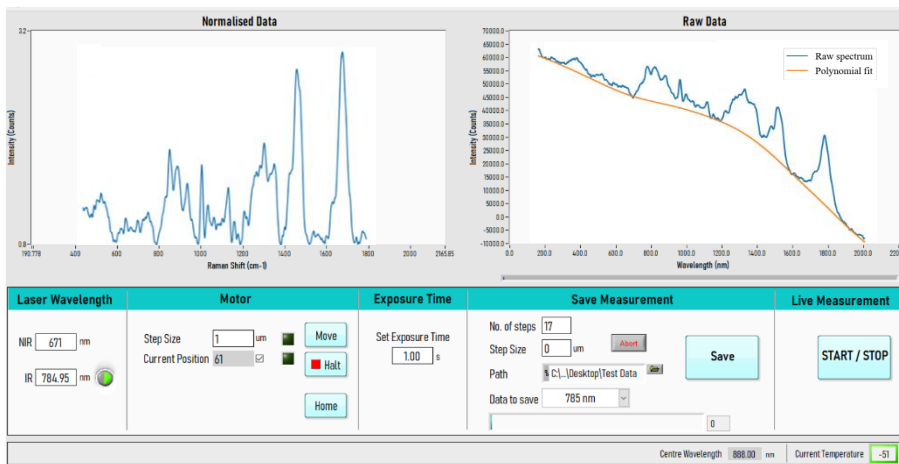 Normalised Data
3.2
Intensity (Counts)
0.8
190.778 400 600 800 1000 1200 1400 1600 1800 2000 2165.85
Raman Shift (cm-1)
Raw Data
70000.0
65000.0
60000.0
55000.0
50000.0
45000.0
40000.0
35000.0
30000.0
25000.0
20000.0
15000.0
10000.0
5000.0
0.0
-5000.0
-10000.0
Intensity (Counts)
Raw spectrum
Polynomial fit
0.0 200.0 400.0 600.0 800.0 1000.0 1200.0 1400.0 1600.0 1800.0 2000.0
Wavelength (nm)
Laser Wavelength
NIR 671 nm
IR 784.95 nm
Motor
Step Size 1 um
Current Position 61
Move
Halt
Home
Exposure Time
Set Exposure Time
1.00 s
Save Measurement
No. of steps 17
Step Size 0 um
Abort
Path C:\...\Desktop\Test Data
Data to save 785 nm
0
Save
Live Measurement
START / STOP
Centre Wavelength 888.00 nm Current Temperature -51